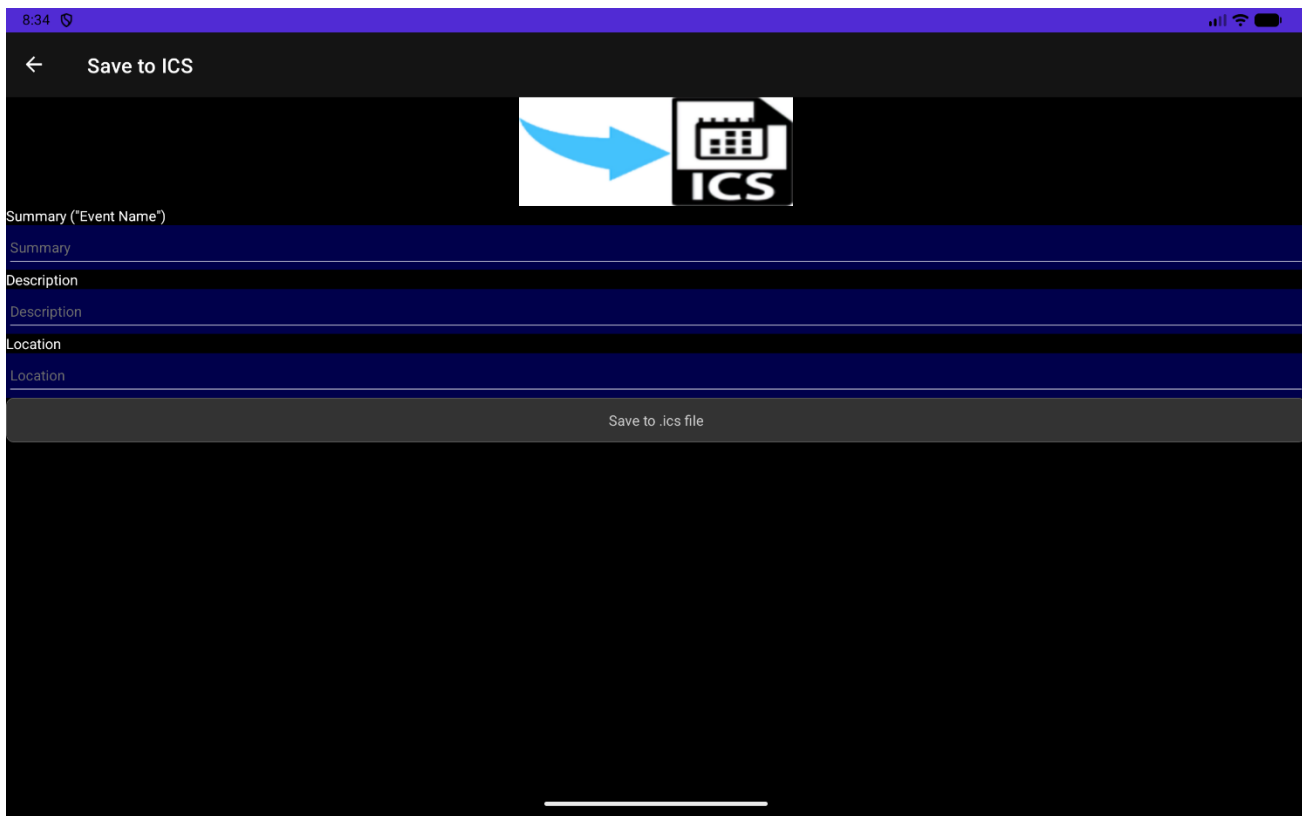 8:34
Save to ICS
ICS
Summary ("Event Name")
Summary
Description
Description
Location
Location
Save to .ics file